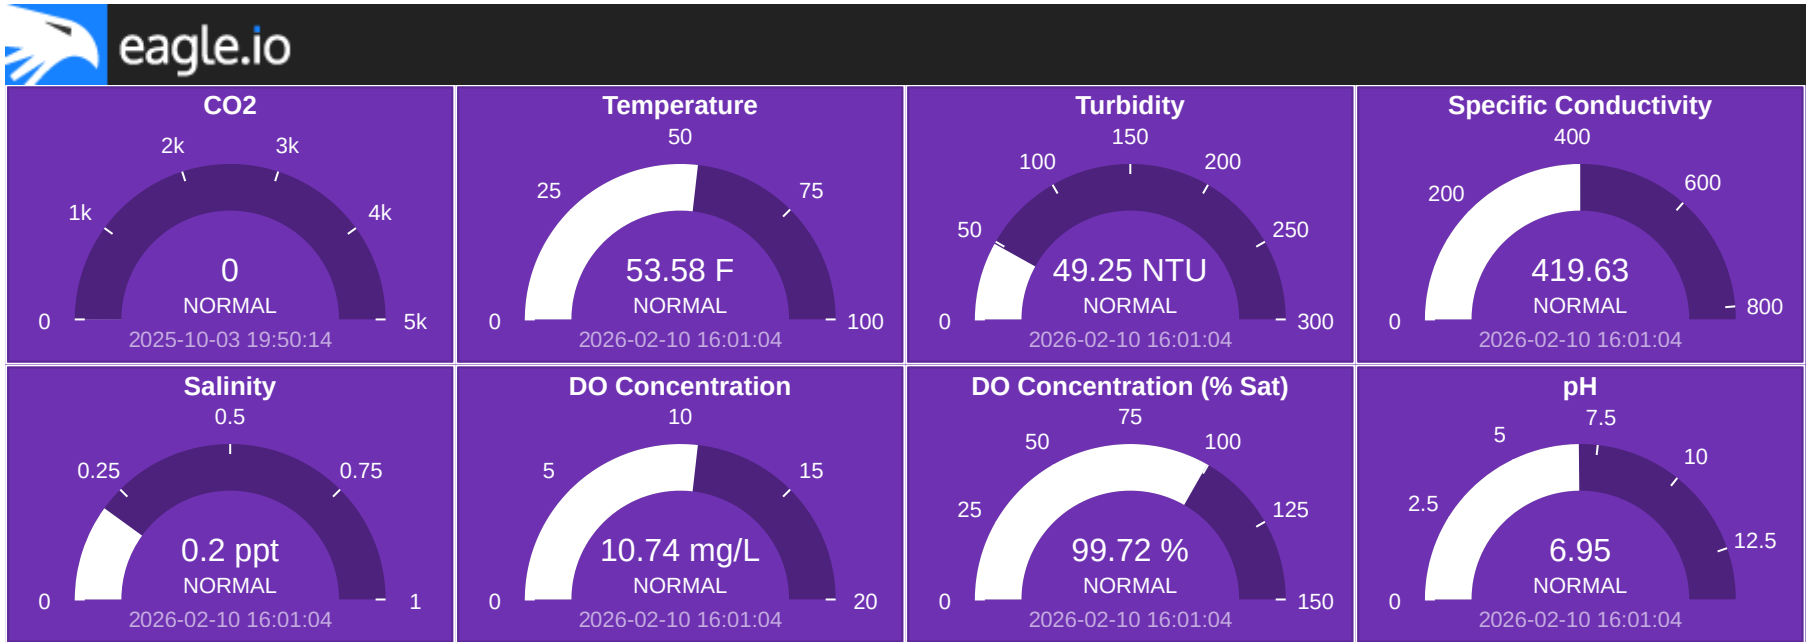 eagle.io
CO2
0
1k
2k
3k
4k
5k
0
NORMAL
2025-10-03 19:50:14
Temperature
0
25
50
75
100
53.58 F
NORMAL
2026-02-10 16:01:04
Turbidity
0
50
100
150
200
250
300
49.25 NTU
NORMAL
2026-02-10 16:01:04
Specific Conductivity
0
200
400
600
800
419.63
NORMAL
2026-02-10 16:01:04
Salinity
0
0.25
0.5
0.75
1
0.2 ppt
NORMAL
2026-02-10 16:01:04
DO Concentration
0
5
10
15
20
10.74 mg/L
NORMAL
2026-02-10 16:01:04
DO Concentration (% Sat)
0
25
50
75
100
125
150
99.72 %
NORMAL
2026-02-10 16:01:04
pH
0
2.5
5
7.5
10
12.5
6.95
NORMAL
2026-02-10 16:01:04